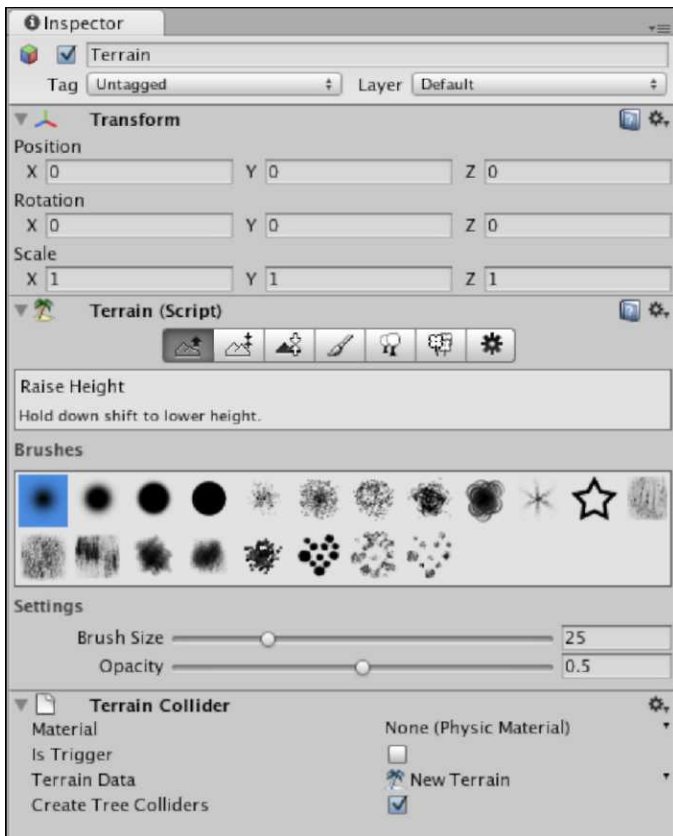 Inspector
Terrain
Tag Untagged Layer Default
Transform
Position
X 0 Y 0 Z 0
Rotation
X 0 Y 0 Z 0
Scale
X 1 Y 1 Z 1
Terrain (Script)
Raise Height
Hold down shift to lower height.
Brushes
Settings
Brush Size 25
Opacity 0.5
Terrain Collider
Material None (Physic Material)
Is Trigger
Terrain Data New Terrain
Create Tree Colliders